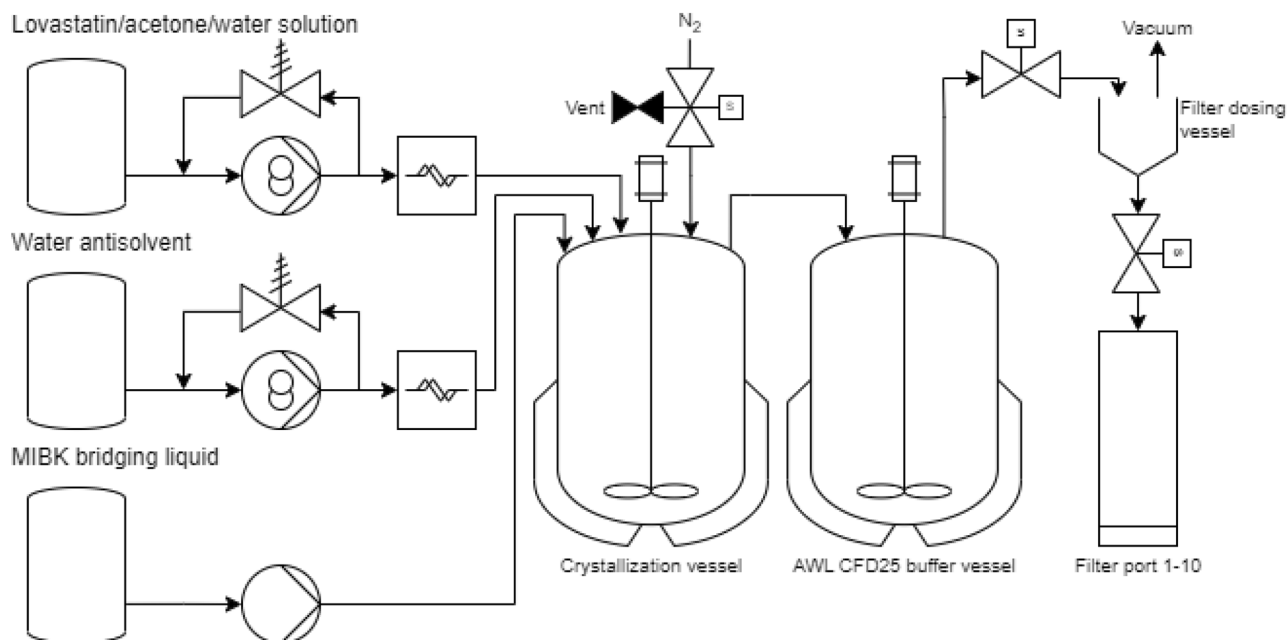 Lovastatin/acetone/water solution
N2
Vacuum
S
Vent
S
Filter dosing
vessel
Water antisolvent
S
MIBK bridging liquid
Crystallization vessel
AWL CFD25 buffer vessel
Filter port 1-10